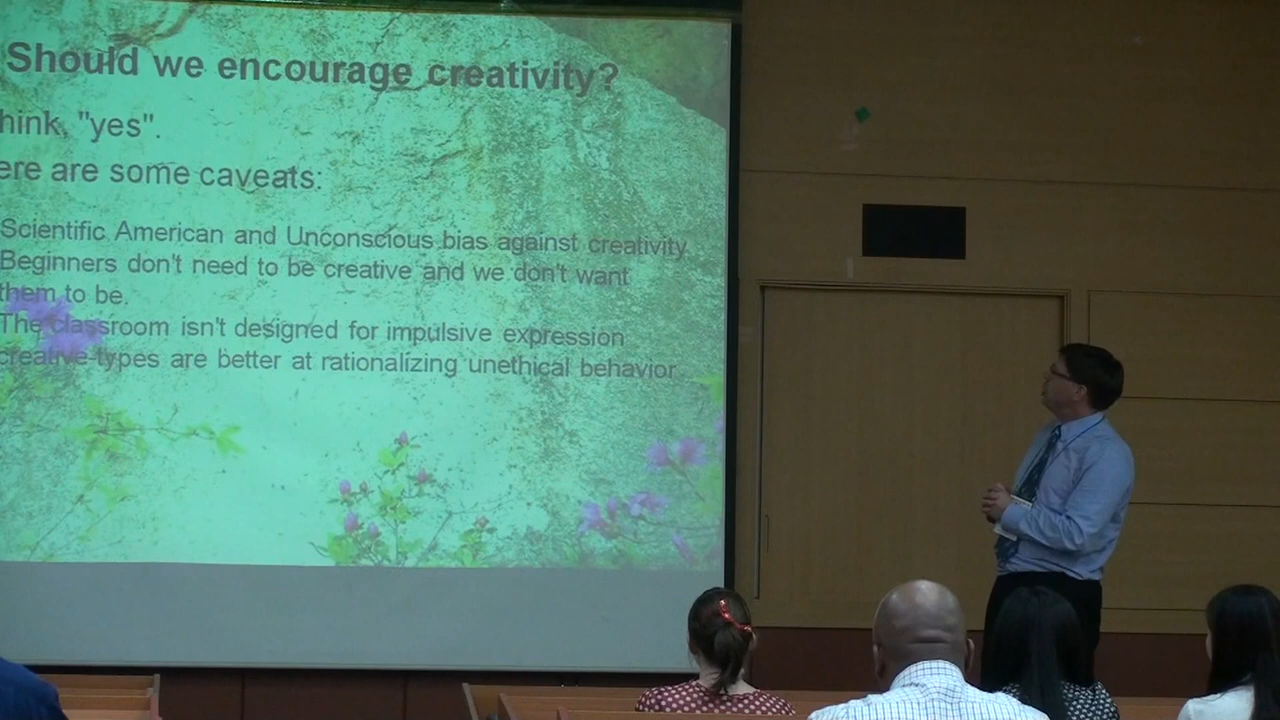 Should we encourage creativity?
hink, "yes".
ere are some caveats:
Scientific American and Unconscious bias against creativity
Beginners don't need to be creative and we don't want
them to be.
The classroom isn't designed for impulsive expression
creative-types are better at rationalizing unethical behavior